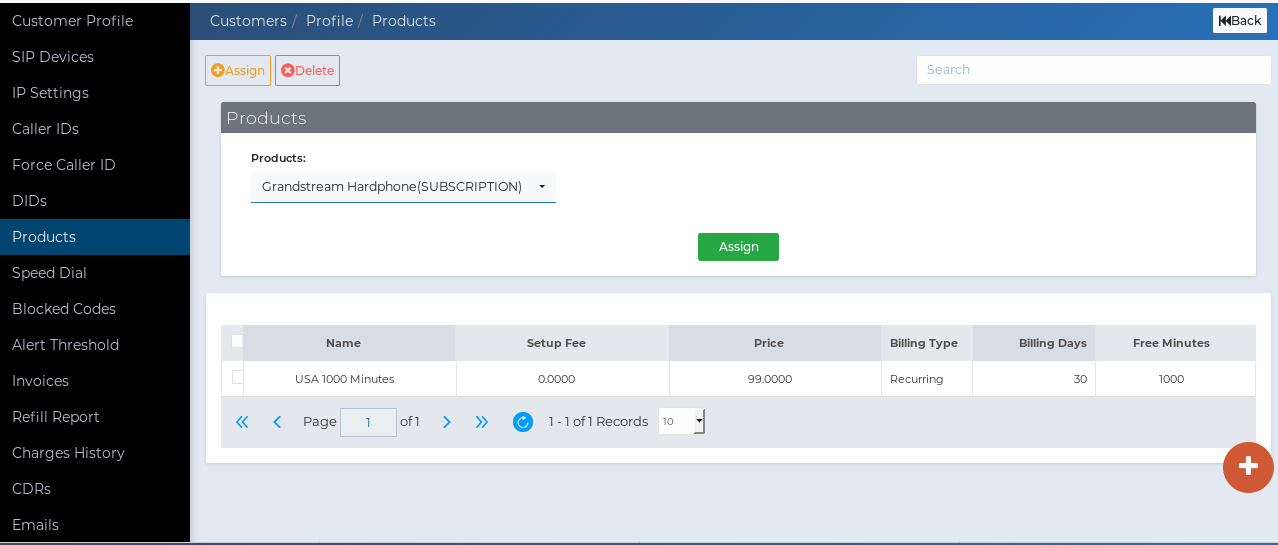 Customer Profile
SIP Devices
IP Settings
Caller IDs
Force Caller ID
DIDs
Products
Speed Dial
Blocked Codes
Alert Threshold
Invoices
Refill Report
Charges History
CDRs
Emails
Customers / Profile / Products
Back
Assign Delete
Search
Products
Products:
Grandstream Hardphone(SUBSCRIPTION)
Assign
Name Setup Fee Price Billing Type Billing Days Free Minutes
USA 1000 Minutes 0.0000 99.0000 Recurring 30 1000
Page 1 of 1 1 - 1 of 1 Records 10